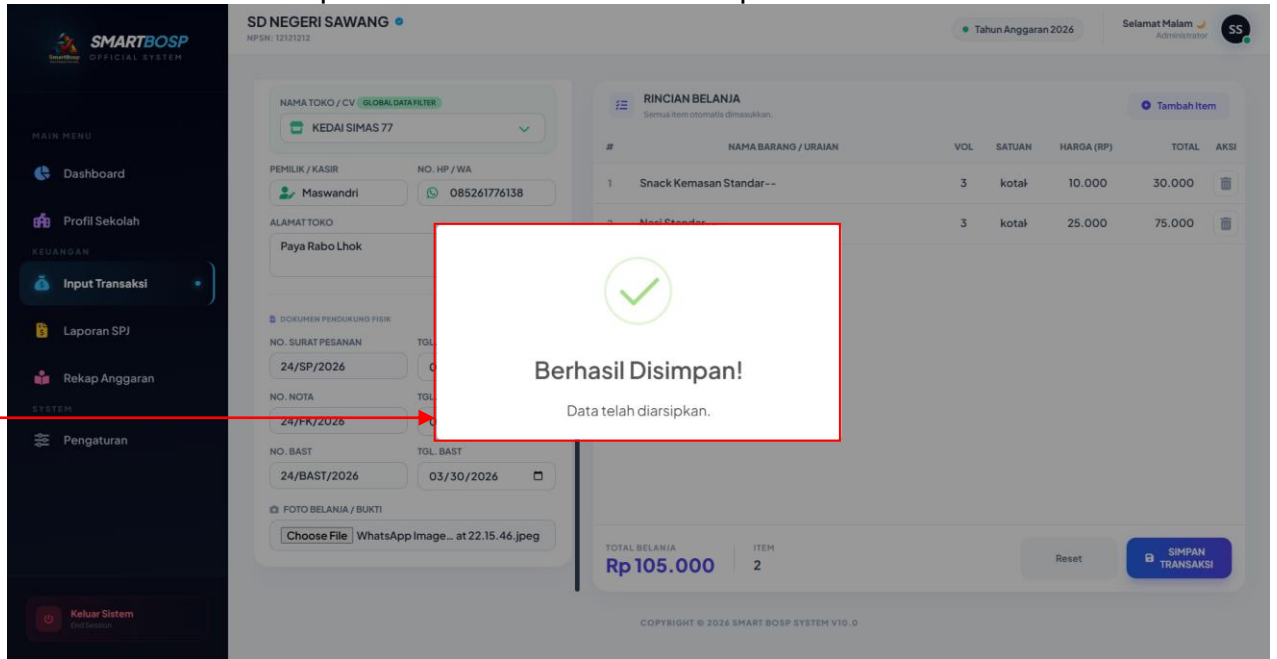 SMARTBOSP
OFFICIAL SYSTEM
MAIN MENU
Dashboard
Profil Sekolah
KEUANGAN
Input Transaksi
Laporan SPJ
Rekap Anggaran
SYSTEM
Pengaturan
Keluar Sistem
End Session
SD NEGERI SAWANG
NPSN: 12121212
Tahun Anggaran 2026
Selamat Malam
Administrator
SS
NAMA TOKO / CV GLOBAL DATA FILTER
KEDAI SIMAS 77
PEMILIK / KASIR NO. HP / WA
Maswandri 085261776138
ALAMAT TOKO
Paya Rabo Lhok
DOKUMEN PENDUKUNG FISIK
NO. SURAT PESANAN TGL.
24/SP/2026
NO. NOTA TGL.
24/FK/2026
NO. BAST TGL. BAST
24/BAST/2026 03/30/2026
FOTO BELANJA / BUKTI
Choose File WhatsApp Image... at 22.15.46.jpeg
RINCIAN BELANJA
Semua item otomatis dimasukkan.
Tambah Item
# NAMA BARANG / URAIAN VOL SATUAN HARGA (RP) TOTAL AKSI
1 Snack Kemasan Standar-- 3 kotak 10.000 30.000
2 Nasi Standar 3 kotak 25.000 75.000
Berhasil Disimpan!
Data telah diarsipkan.
TOTAL BELANJA ITEM
Rp 105.000 2
Reset
SIMPAN
TRANSAKSI
COPYRIGHT © 2026 SMART BOSP SYSTEM V10.0